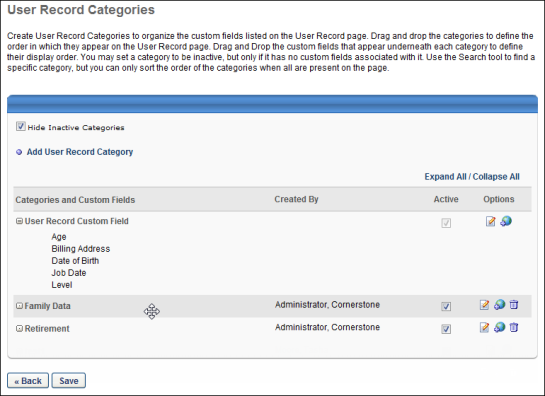 User Record Categories
Create User Record Categories to organize the custom fields listed on the User Record page. Drag and drop the categories to define the
order in which they appear on the User Record page. Drag and Drop the custom fields that appear underneath each category to define
their display order. You may set a category to be inactive, but only if it has no custom fields associated with it. Use the Search tool to find a
specific category, but you can only sort the order of the categories when all are present on the page.
Hide Inactive Categories
Add User Record Category
Expand All / Collapse All
Categories and Custom Fields Created By Active Options
User Record Custom Field
Age
Billing Address
Date of Birth
Job Date
Level
Family Data Administrator, Cornerstone
Retirement Administrator, Cornerstone
« Back Save